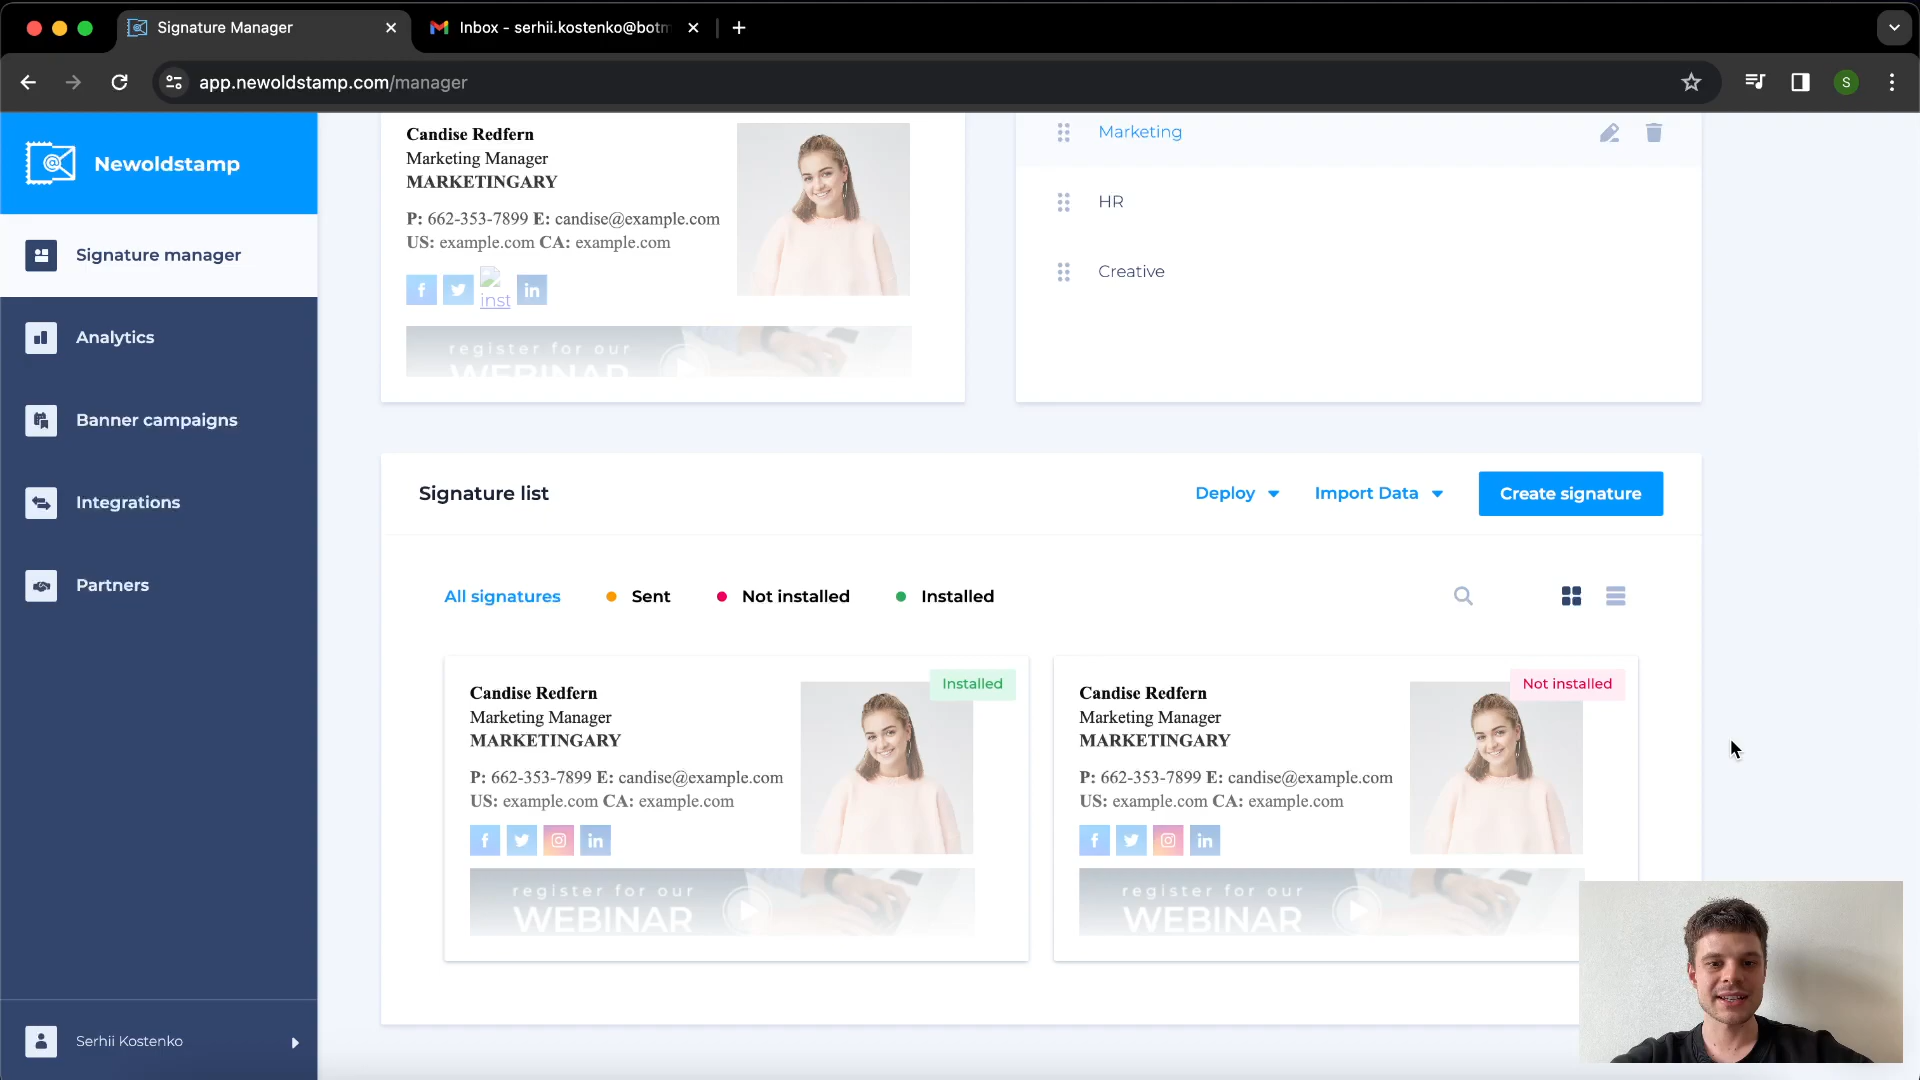 Signature Manager
Inbox - serhii.kostenko@botm
app.newoldstamp.com/manager
Newoldstamp
Signature manager
Analytics
Banner campaigns
Integrations
Partners
Serhii Kostenko
Candise Redfern
Marketing Manager
MARKETINGARY
P: 662-353-7899 E: candise@example.com
US: example.com CA: example.com
inst
register for our
WEBINAR
Marketing
HR
Creative
Signature list
Deploy
Import Data
Create signature
All signatures
Sent
Not installed
Installed
Installed
Candise Redfern
Marketing Manager
MARKETINGARY
P: 662-353-7899 E: candise@example.com
US: example.com CA: example.com
register for our
WEBINAR
Not installed
Candise Redfern
Marketing Manager
MARKETINGARY
P: 662-353-7899 E: candise@example.com
US: example.com CA: example.com
register for our
WEBINAR
S